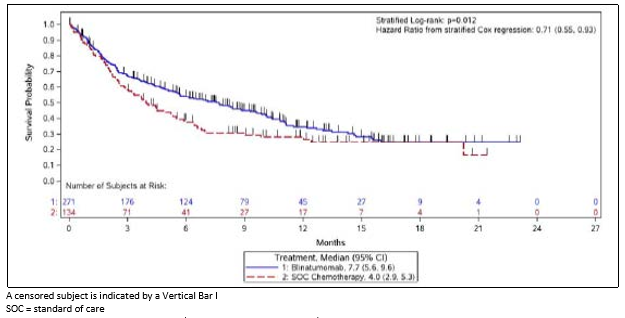 Stratified Log-rank: p=0.012
Hazard Ratio from stratified Cox regression: 0.71 (0.55, 0.93)
Survival Probability
1.0
0.9
0.8
0.7
0.6
0.5
0.4
0.3
0.2
0.1
0.0
Number of Subjects at Risk:
1: 271 176 124 79 45 27 9 4 0 0
2: 134 71 41 27 17 7 4 1 0 0
0 3 6 9 12 15 18 21 24 27
Months
Treatment, Median (95% CI)
1: Blinatumomab, 7.7 (5.6, 9.6)
2: SOC Chemotherapy, 4.0 (2.9, 5.3)
A censored subject is indicated by a Vertical Bar I
SOC = standard of care